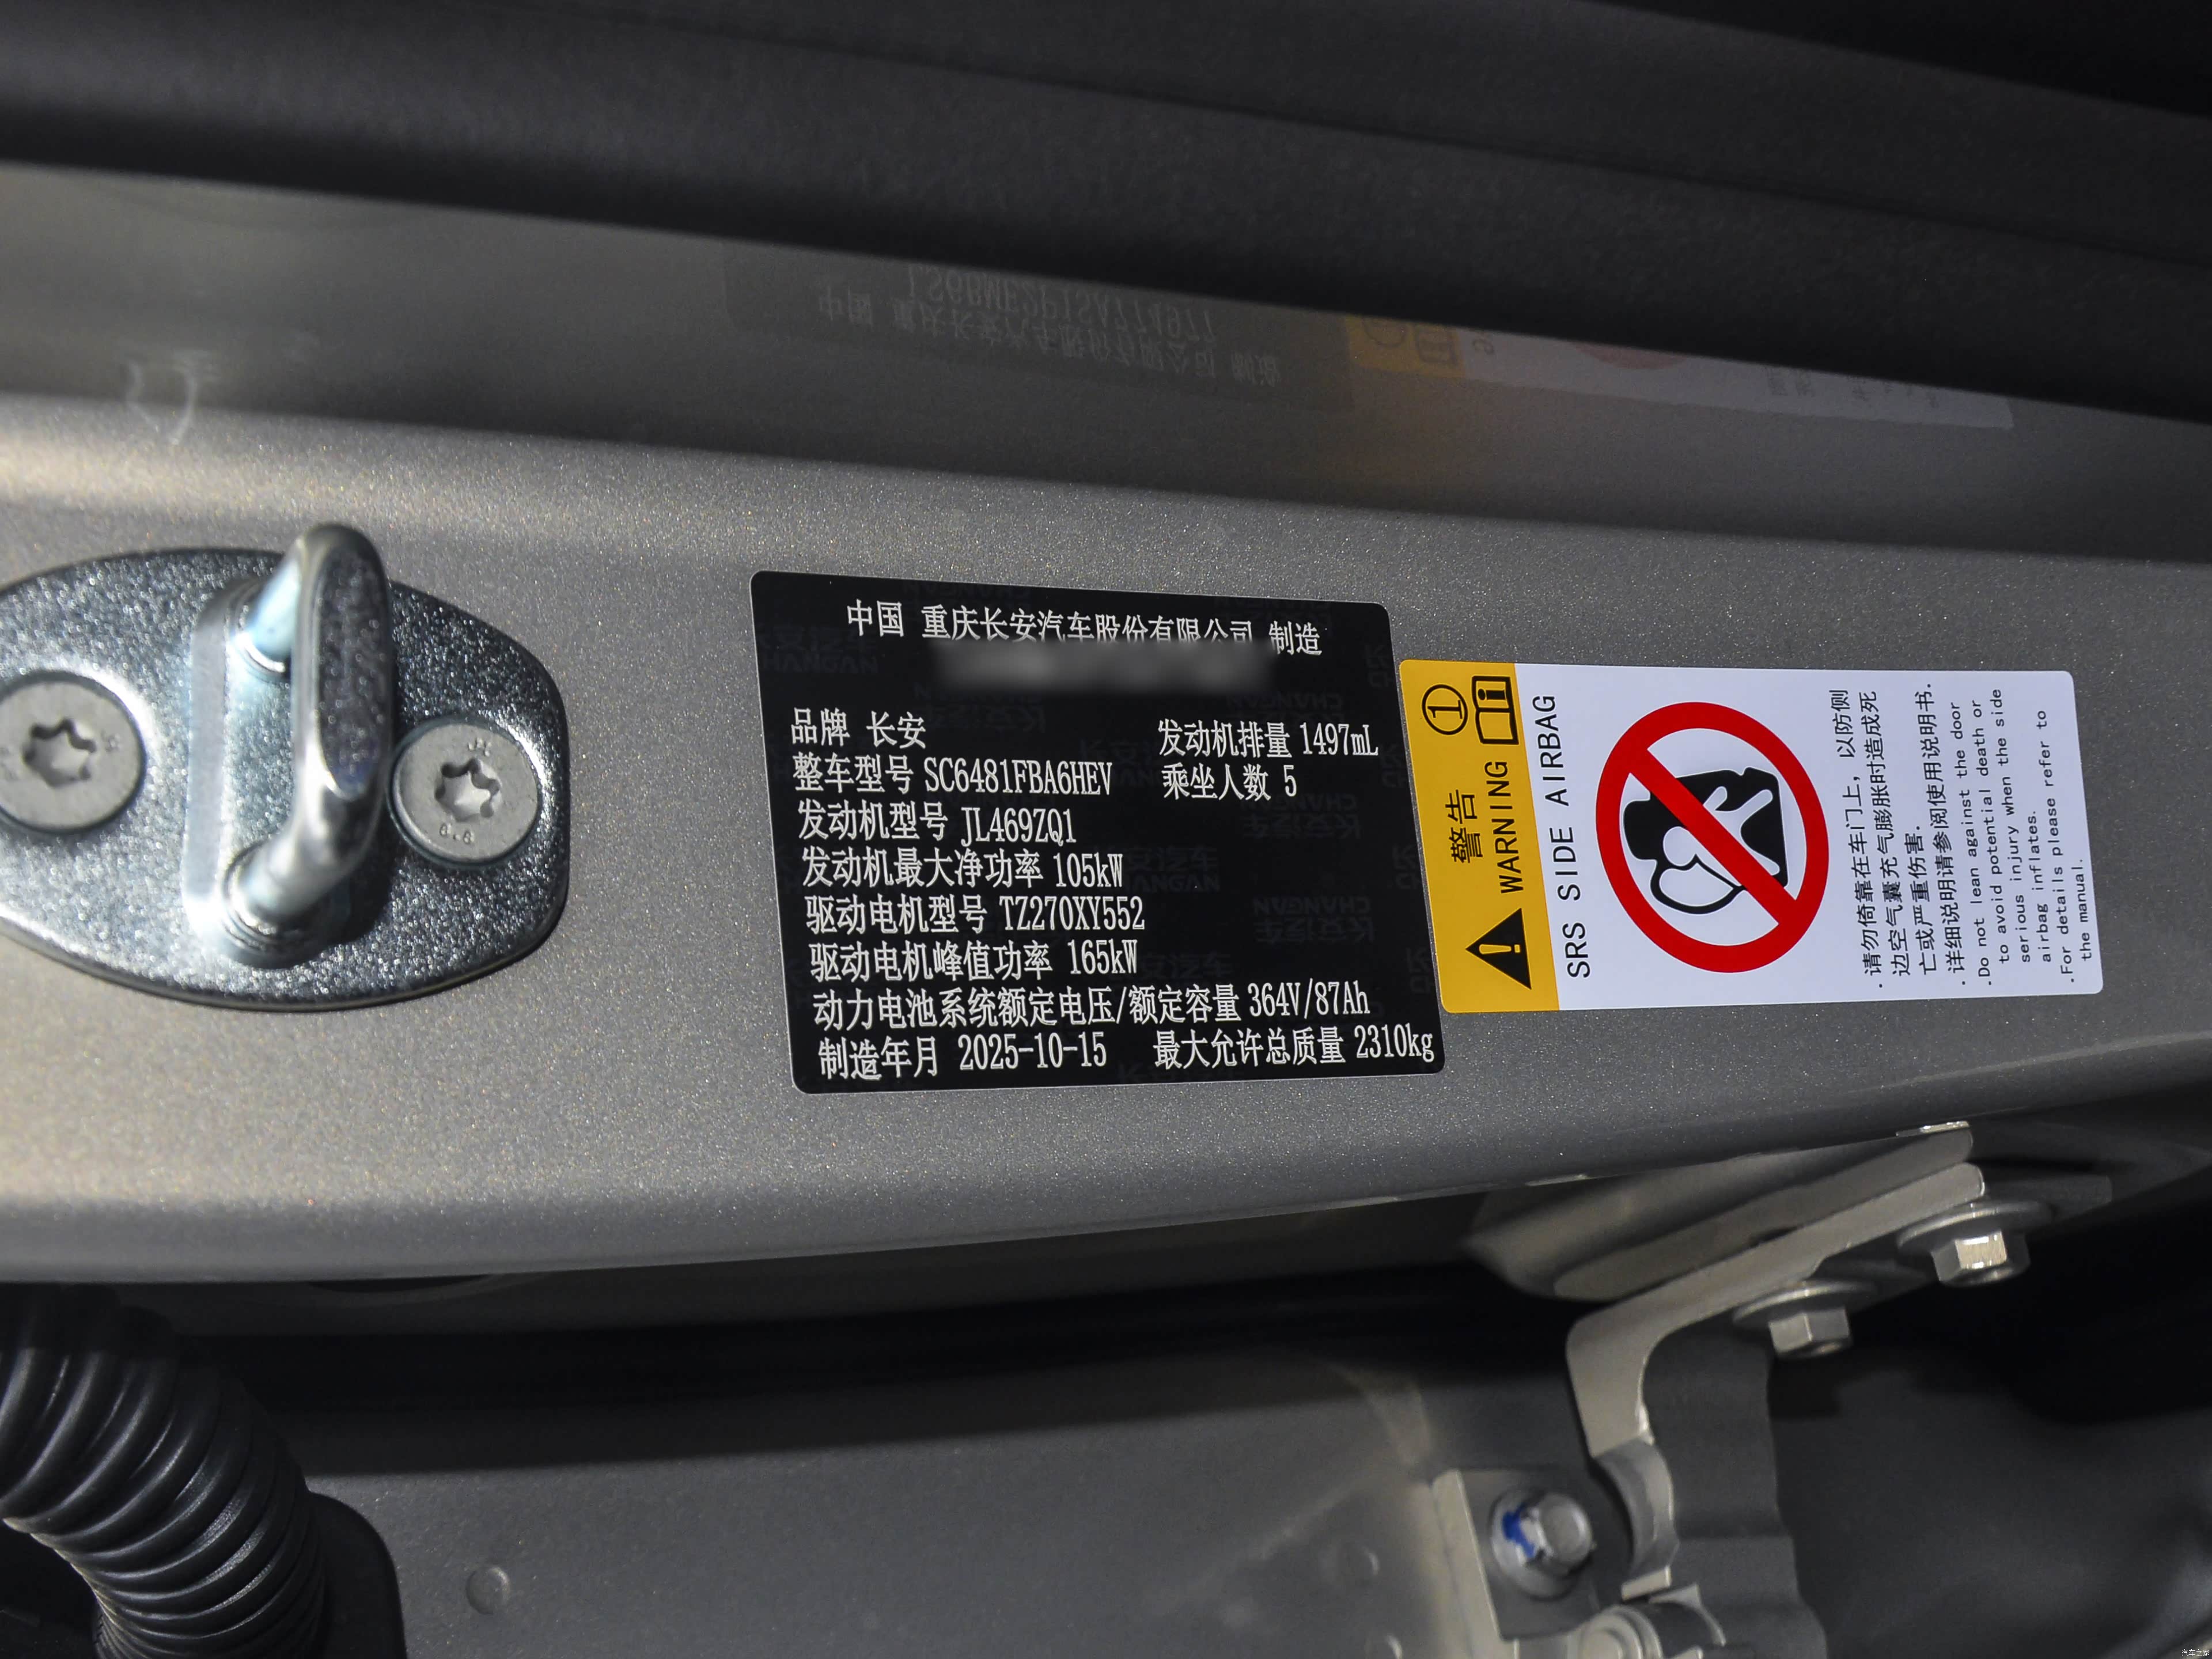 中国 重庆长安汽车股份有限公司 制造
品牌 长安
发动机排量 1497mL
整车型号 SC6481FBA6HEV
乘坐人数 5
发动机型号 JL469ZQ1
发动机最大净功率 105kW
驱动电机型号 TZ270XY552
驱动电机峰值功率 165kW
动力电池系统额定电压/额定容量 364V/87Ah
制造年月 2025-10-15
最大允许总质量 2310kg
警告
WARNING
SRS SIDE AIRBAG
·请勿倚靠在车门上，以防侧
边空气囊充气膨胀时造成死
亡或严重伤害.
·详细说明请参阅使用说明书.
·Do not lean against the door
to avoid potential death or
serious injury when the side
airbag inflates.
·For details please refer to
the manual.
汽车之家